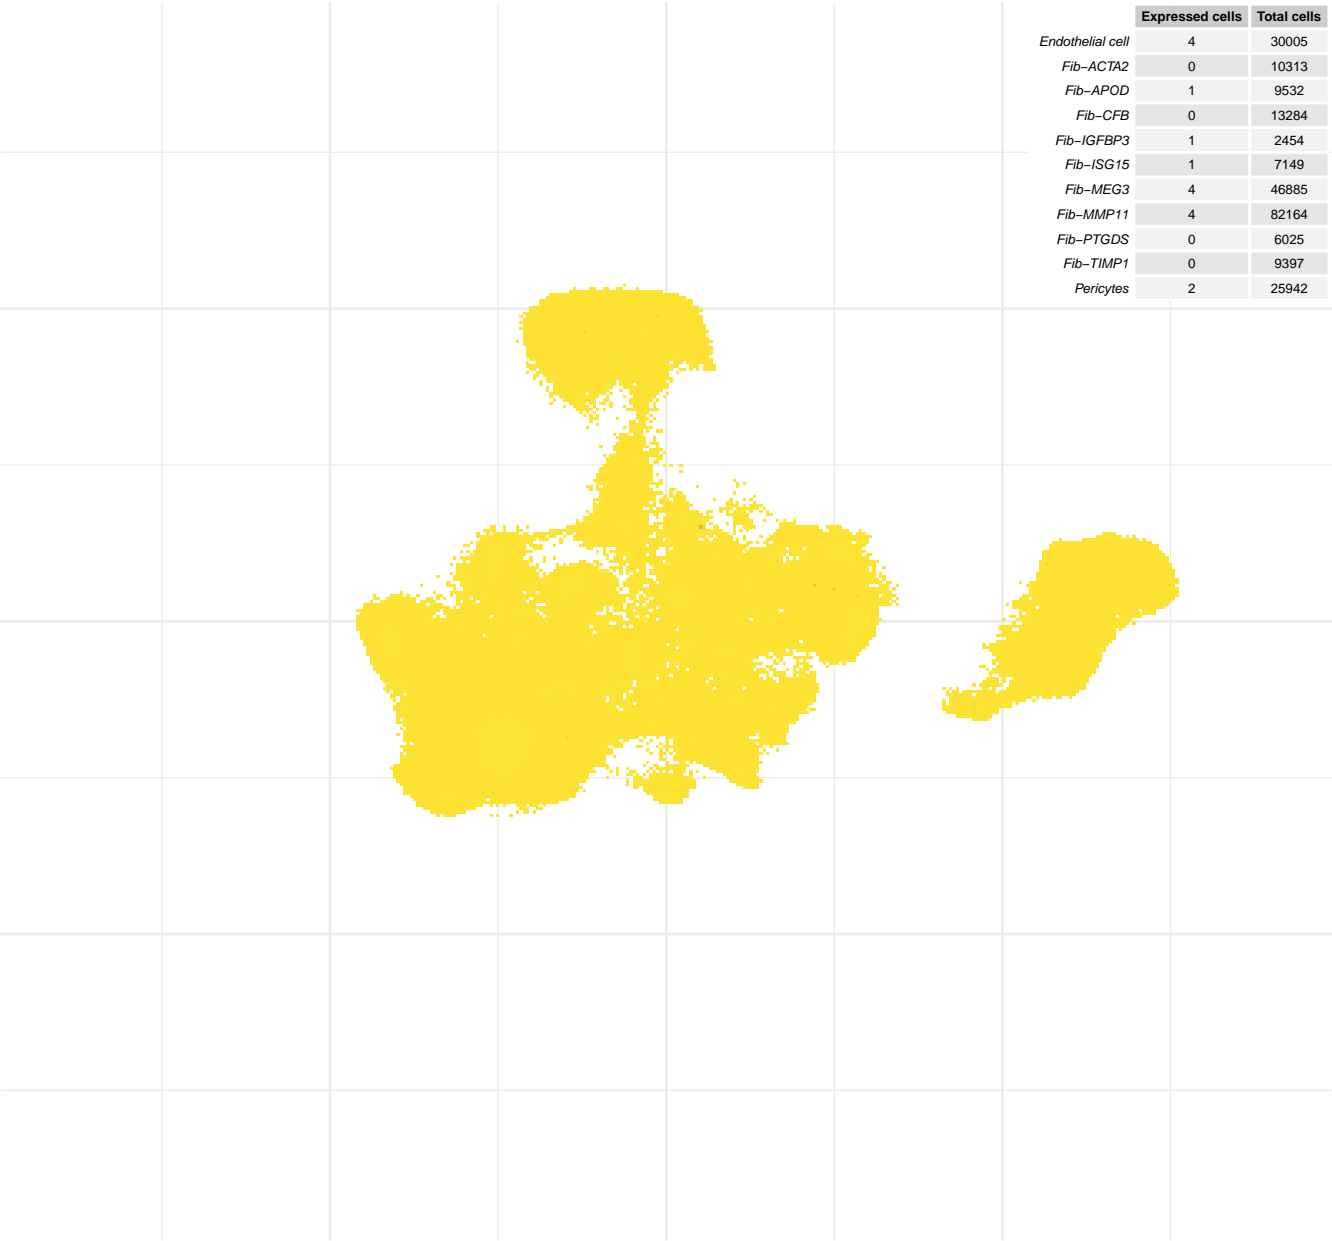 Expressed cells Total cells
Endothelial cell 4 30005
Fib−ACTA2 0 10313
Fib−APOD 1 9532
Fib−CFB 0 13284
Fib−IGFBP3 1 2454
Fib−ISG15 1 7149
Fib−MEG3 4 46885
Fib−MMP11 4 82164
Fib−PTGDS 0 6025
Fib−TIMP1 0 9397
Pericytes 2 25942